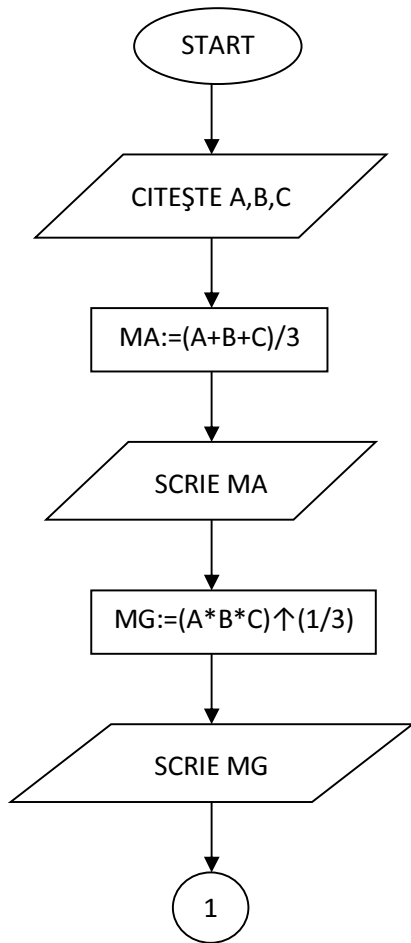 START
CITEŞTE A,B,C
MA:=(A+B+C)/3
SCRIE MA
MG:=(A*B*C)↑(1/3)
SCRIE MG
1